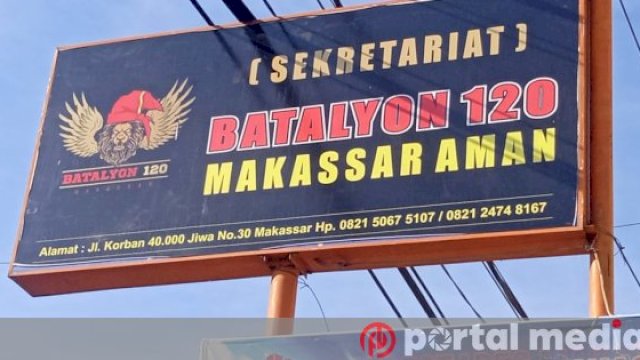 ( SEKRETARIAT )
BATALYON 120
MAKASSAR AMAN
BATALYON 120
Alamat : Jl. Korban 40.000 Jiwa No.30 Makassar Hp. 0821 5067 5107 / 0821 2474 8167
portal media